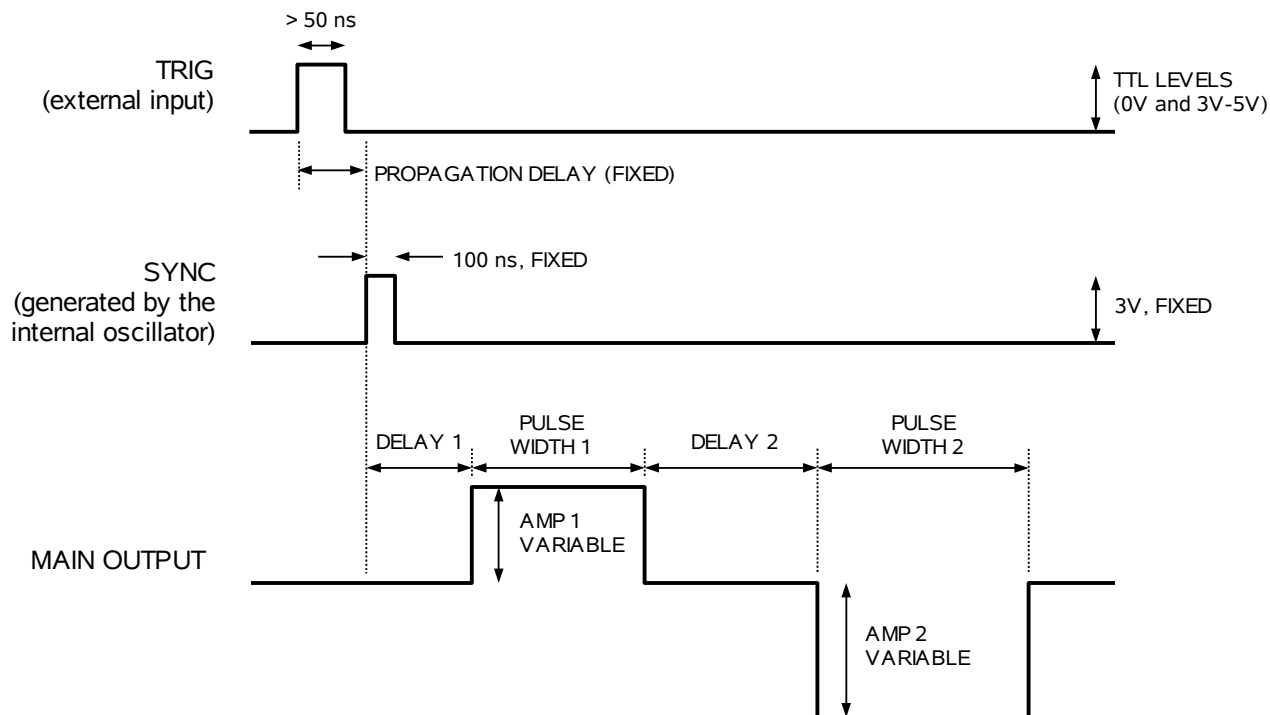 > 50 ns
TRIG
(external input)
TTL LEVELS
(0V and 3V-5V)
PROPAGATION DELAY (FIXED)
100 ns, FIXED
SYNC
(generated by the
internal oscillator)
3V, FIXED
DELAY 1
PULSE
WIDTH 1
DELAY 2
PULSE
WIDTH 2
AMP 1
VARIABLE
MAIN OUTPUT
AMP 2
VARIABLE